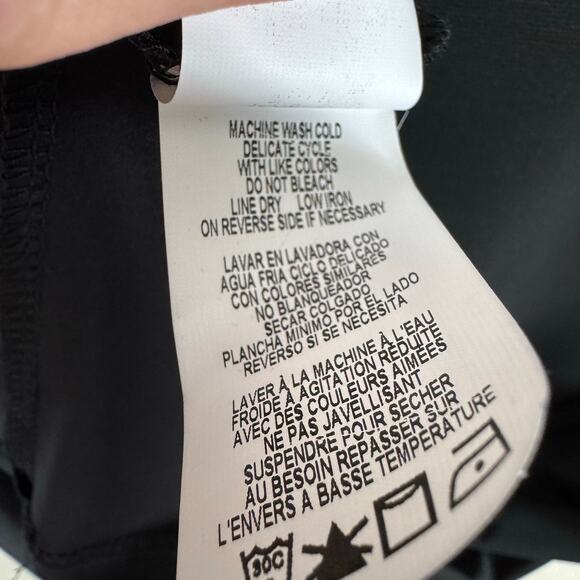 MACHINE WASH COLD
DELICATE CYCLE
WITH LIKE COLORS
DO NOT BLEACH
LINE DRY LOW IRON
ON REVERSE SIDE IF NECESSARY
LAVAR EN LAVADORA CON
AGUA FRIA CICLO DELICADO
CON COLORES SIMILARES
NO BLANQUEADOR
SECAR COLGADO
PLANCHA MINIMO POR EL LADO
REVERSO SI SE NECESITA
LAVER À LA MACHINE À L'EAU
FROIDE A AGITATION REDUITE
AVEC DES COULEURS AIMEES
NE PAS JAVELLISANT
SUSPENDRE POUR SECHER
AU BESOIN REPASSER SUR
L'ENVERS A BASSE TEMPERATURE
30C